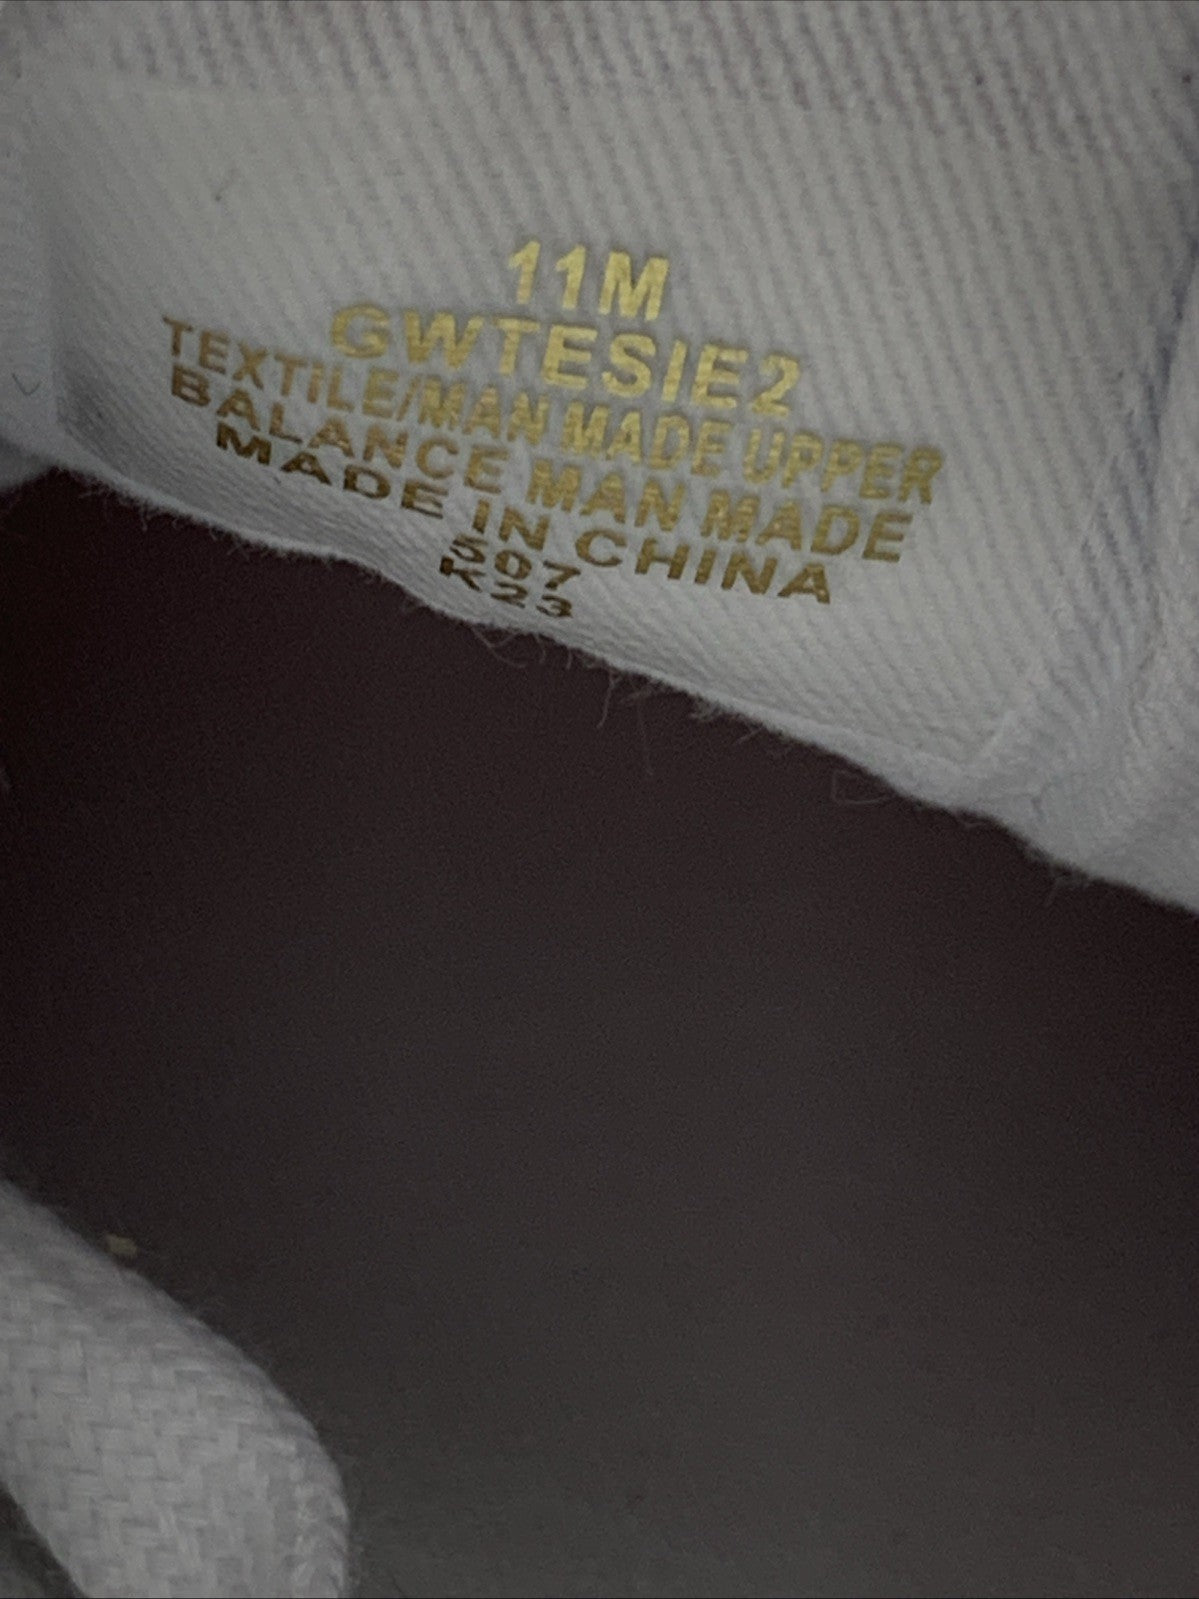 11M
GWTESIE2
TEXTILE/MAN MADE UPPER
BALANCE MAN MADE
MADE IN CHINA
507
K23